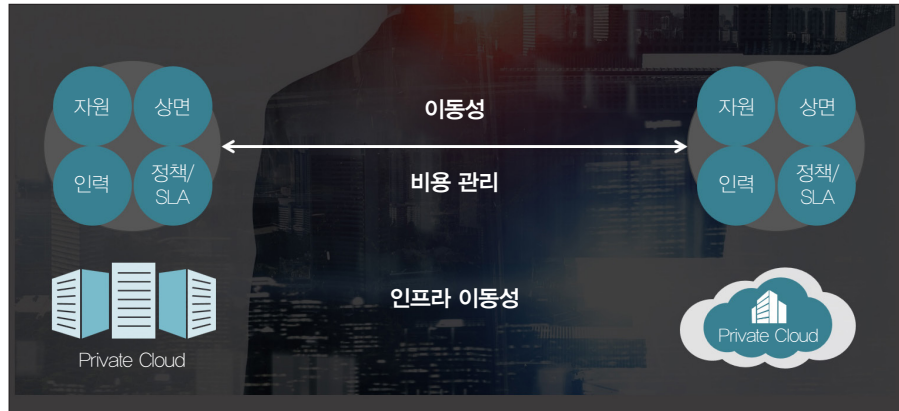 자원
상면
인력
정책/
SLA
이동성
비용 관리
자원
상면
인력
정책/
SLA
Private Cloud
인프라 이동성
Private Cloud